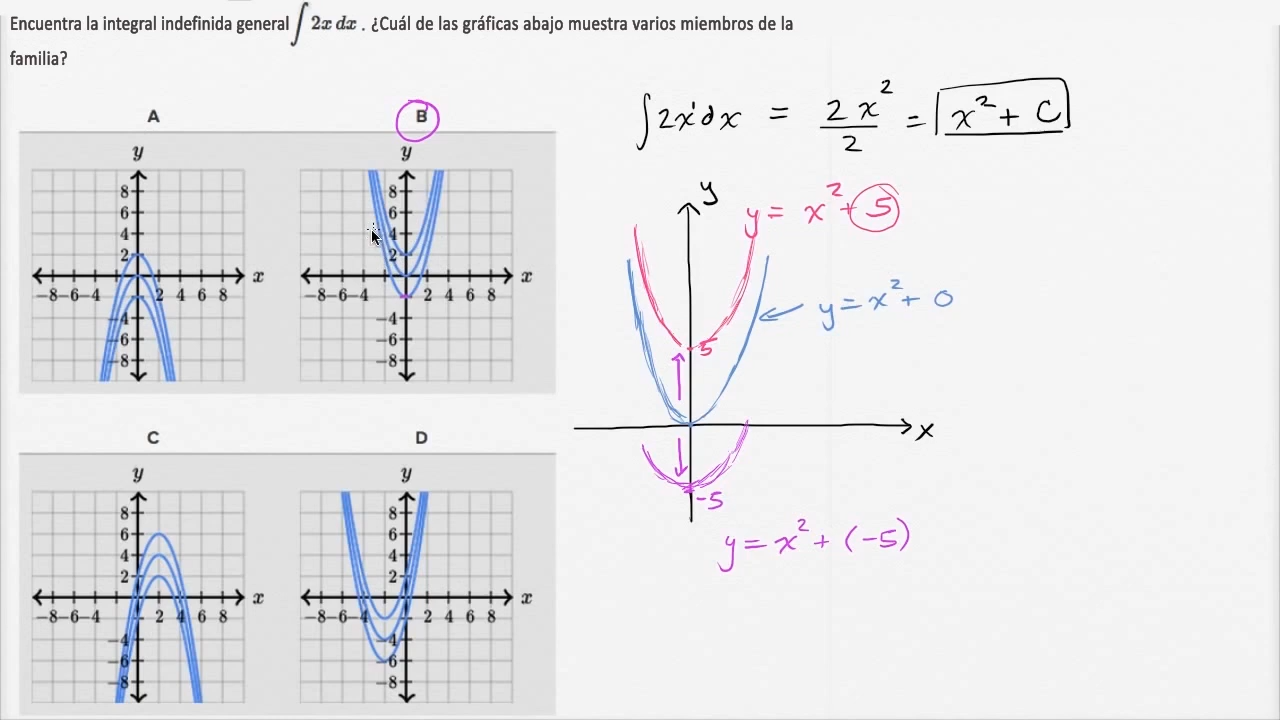 Encuentra la integral indefinida general ∫ 2x dx . ¿Cuál de las gráficas abajo muestra varios miembros de la
familia?
A
B
y
8
6
4
2
-8 -6 -4
2 4 6 8
x
-4
-6
-8
y
8
6
4
2
-8 -6 -4
2 4 6 8
x
-4
-6
-8
C
D
y
8
6
4
2
-8 -6 -4
2 4 6 8
x
-4
-6
-8
y
8
6
4
2
-8 -6 -4
2 4 6 8
x
-4
-6
-8
∫2x¹dx = 2x²/2 = x² + C
y
y = x² + 5
y = x² + 0
5
x
-5
y = x² + (-5)